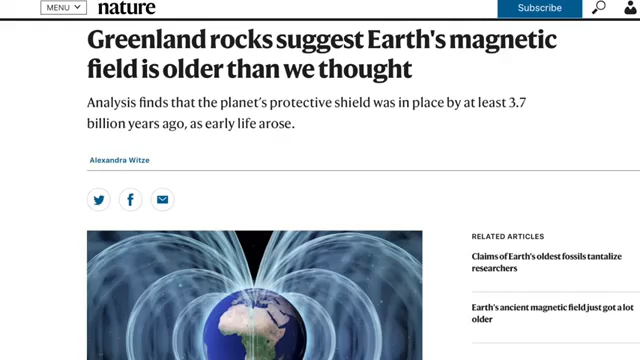 MENU
nature
Subscribe
Greenland rocks suggest Earth's magnetic
field is older than we thought
Analysis finds that the planet's protective shield was in place by at least 3.7
billion years ago, as early life arose.
Alexandra Witze
RELATED ARTICLES
Claims of Earth's oldest fossils tantalize
researchers
Earth's ancient magnetic field just got a lot
older